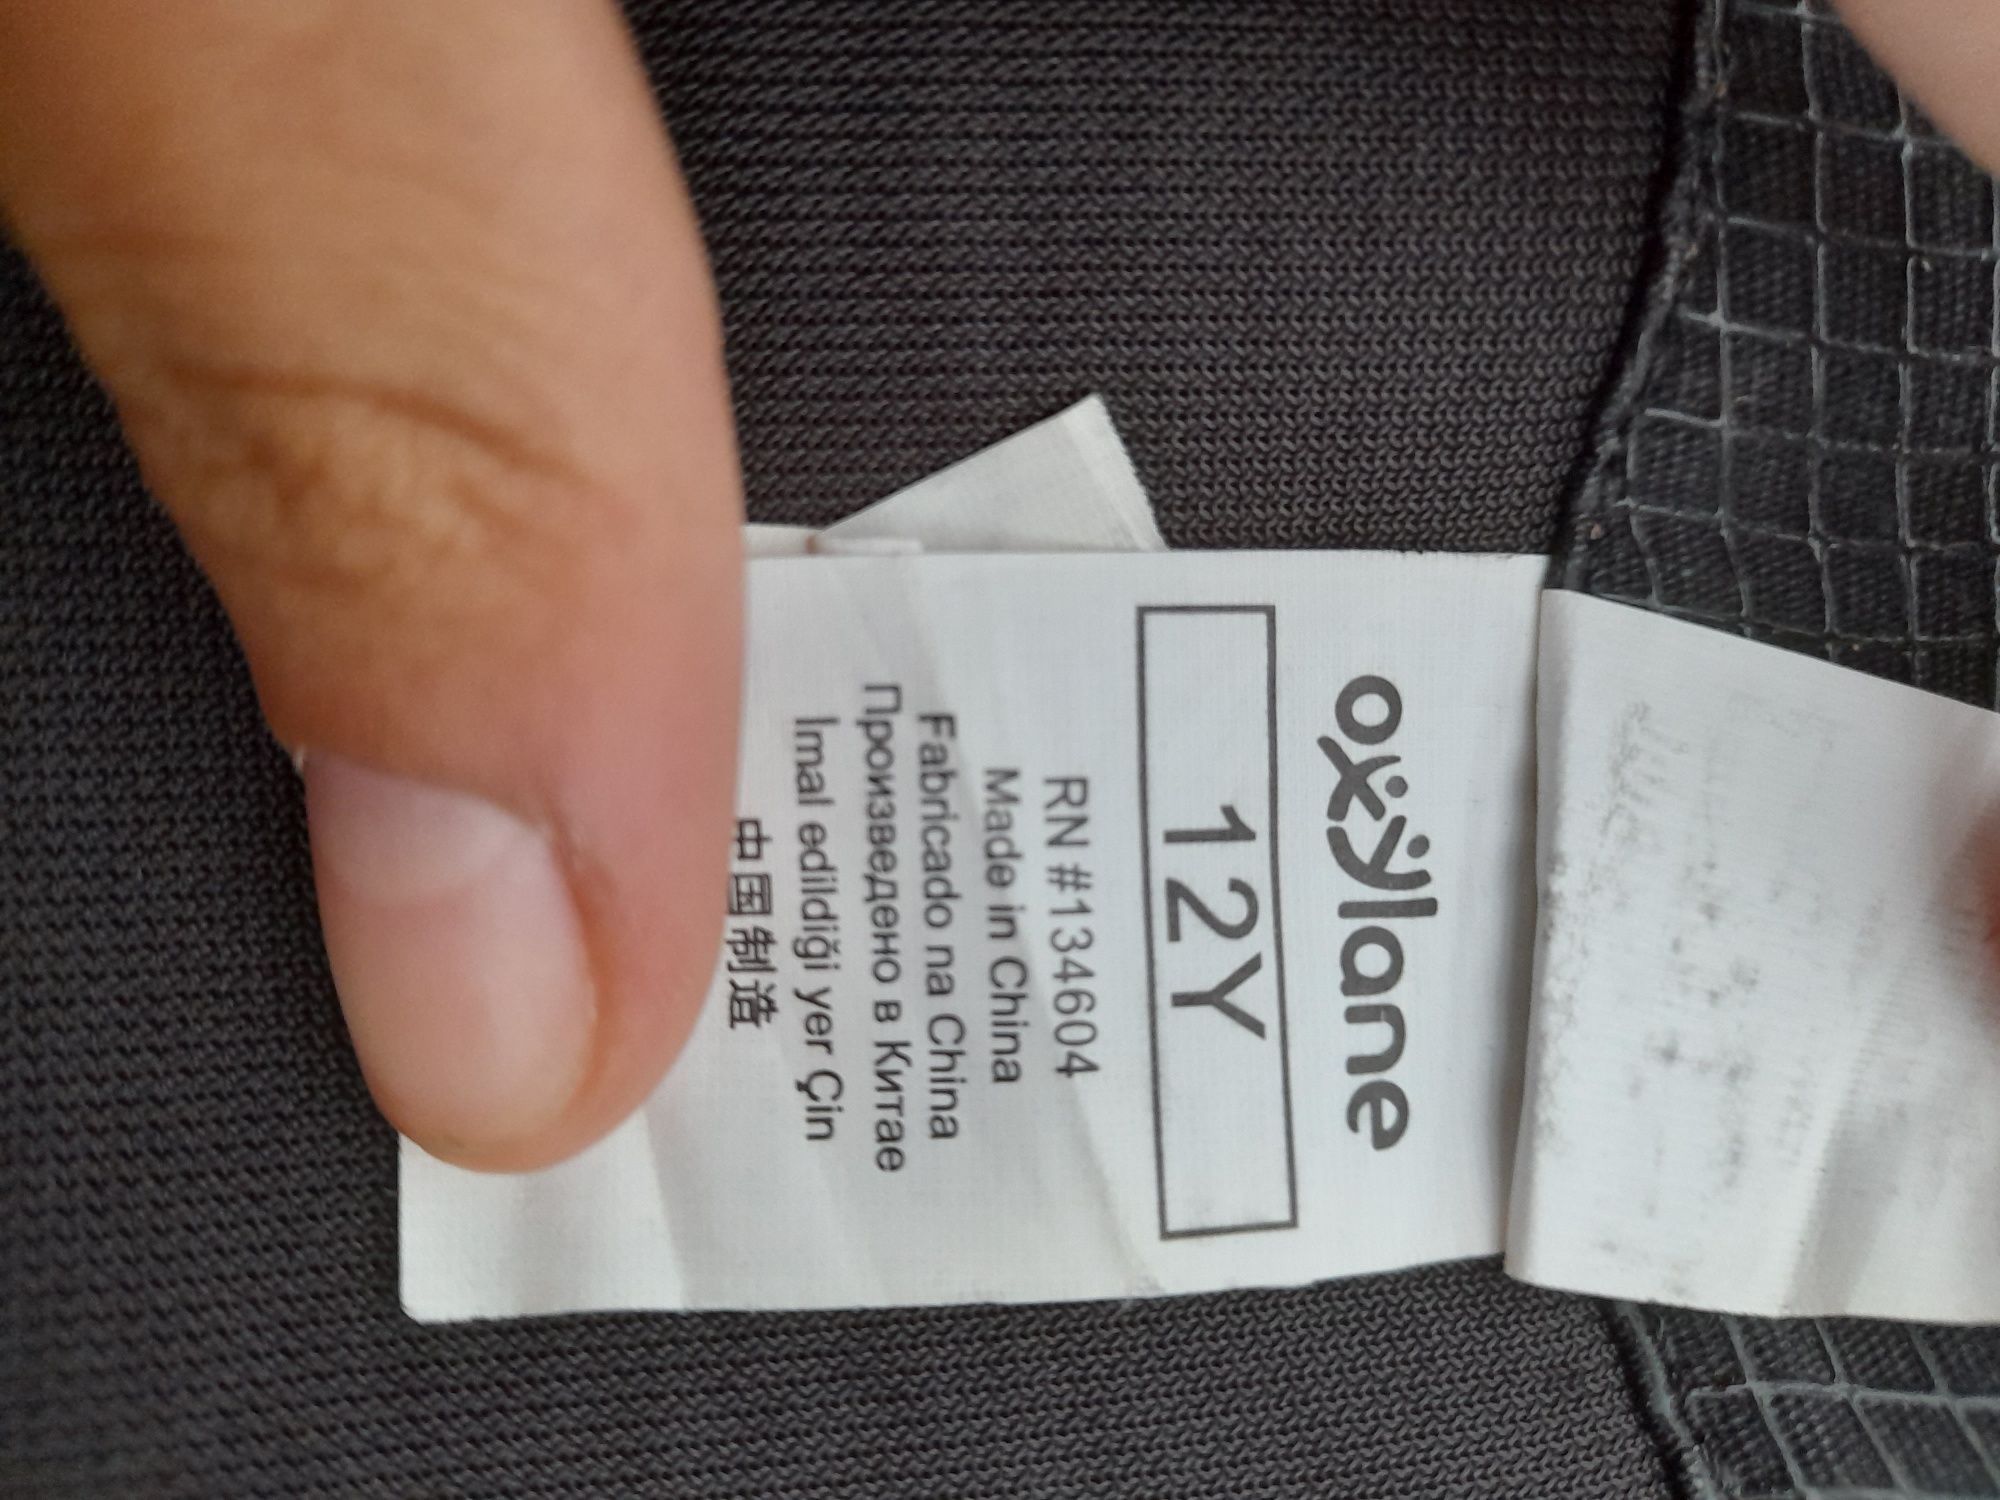 oxylane
12Y
RN #134604
Made in China
Fabricado na China
Произведено в Китае
İmal edildiği yer Çin
中国制造